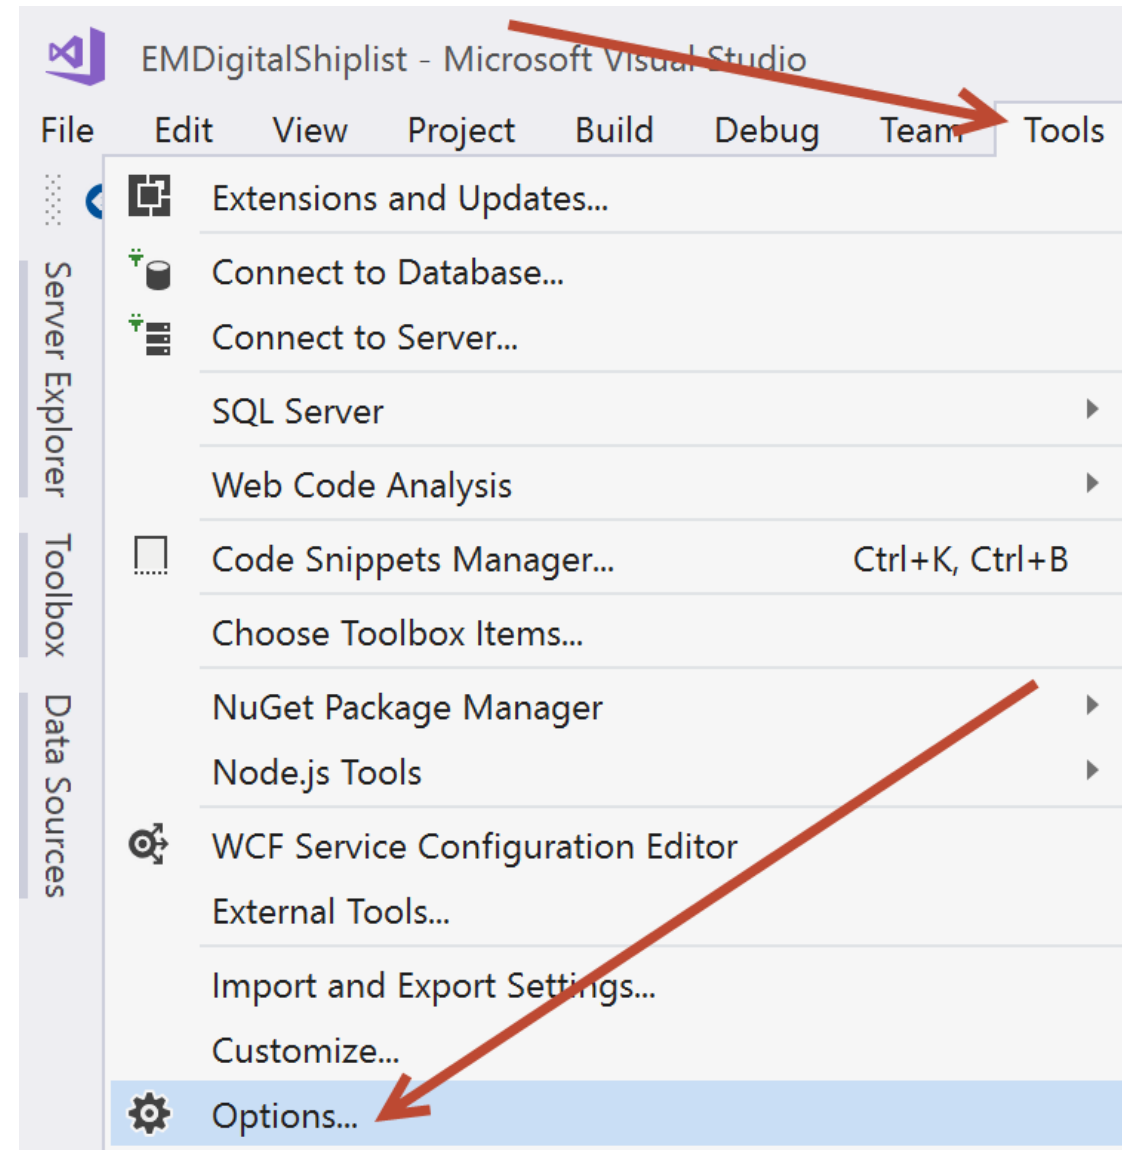 EMDigitalShiplist - Microsoft Visual Studio
File Edit View Project Build Debug Team Tools
Extensions and Updates...
Connect to Database...
Connect to Server...
SQL Server
Web Code Analysis
Code Snippets Manager... Ctrl+K, Ctrl+B
Choose Toolbox Items...
NuGet Package Manager
Node.js Tools
WCF Service Configuration Editor
External Tools...
Import and Export Settings...
Customize...
Options...
Server Explorer
Toolbox
Data Sources